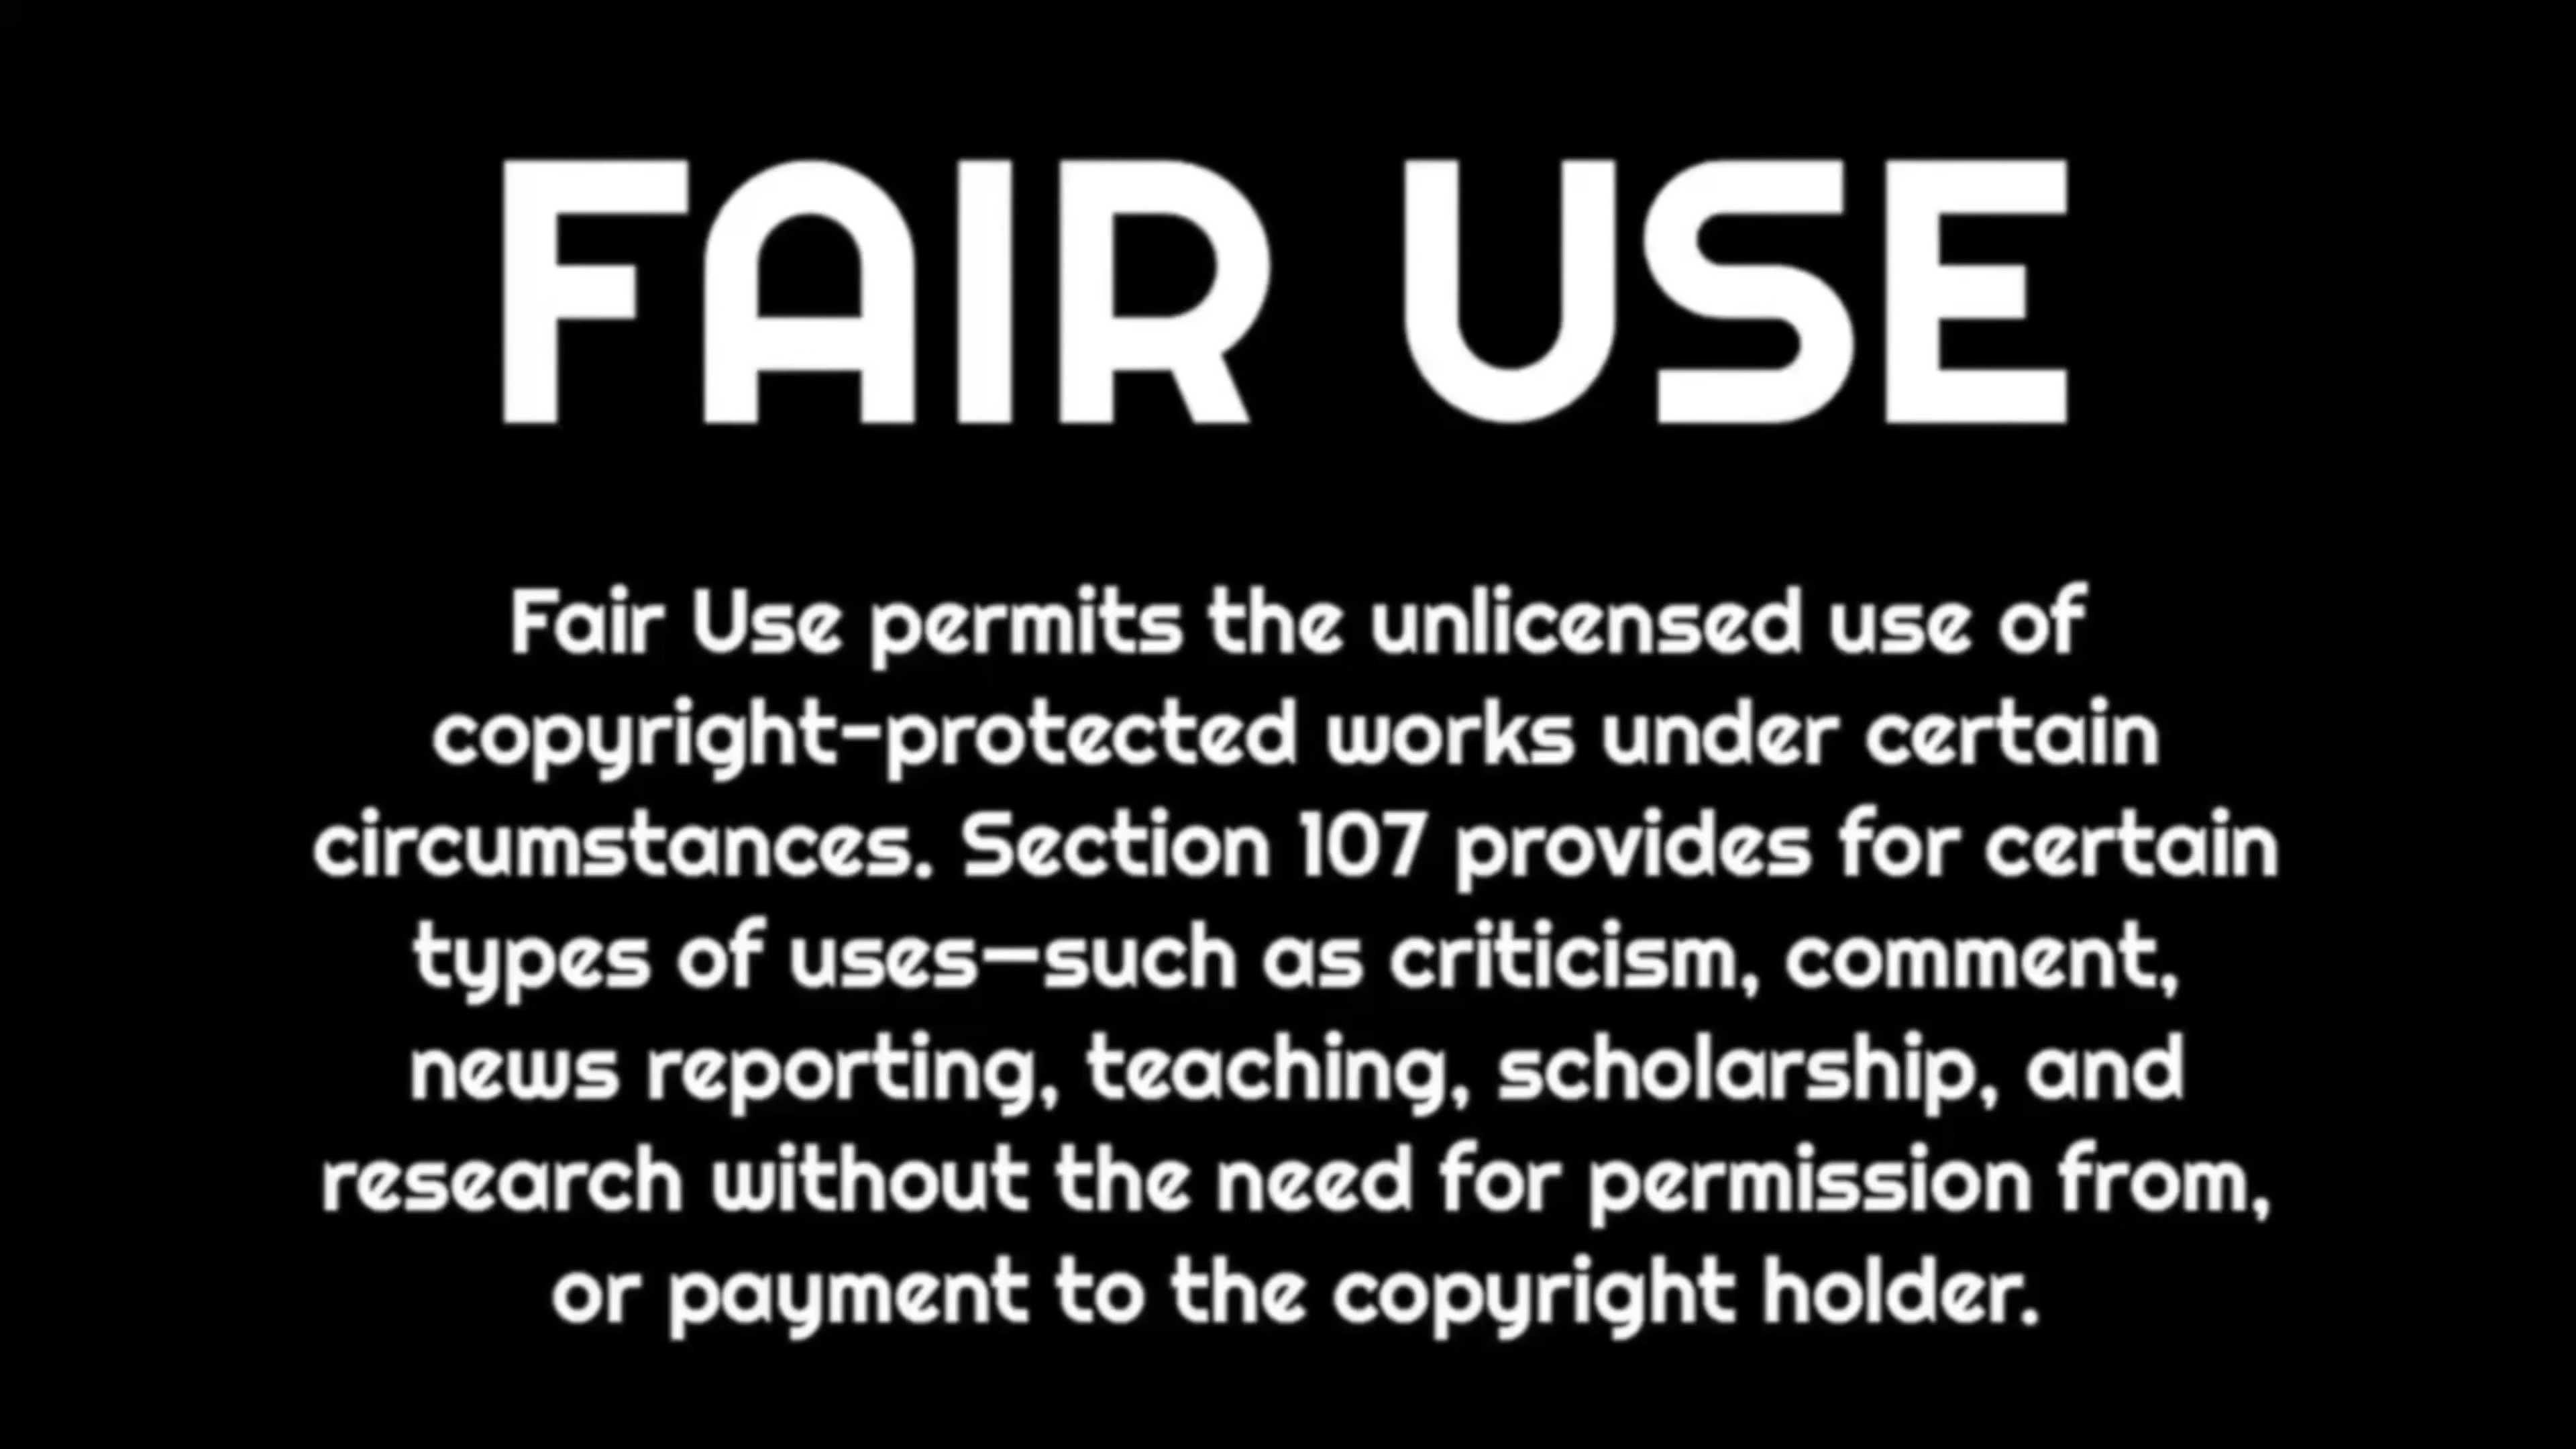 FAIR USE
Fair Use permits the unlicensed use of
copyright-protected works under certain
circumstances. Section 107 provides for certain
types of uses—such as criticism, comment,
news reporting, teaching, scholarship, and
research without the need for permission from,
or payment to the copyright holder.